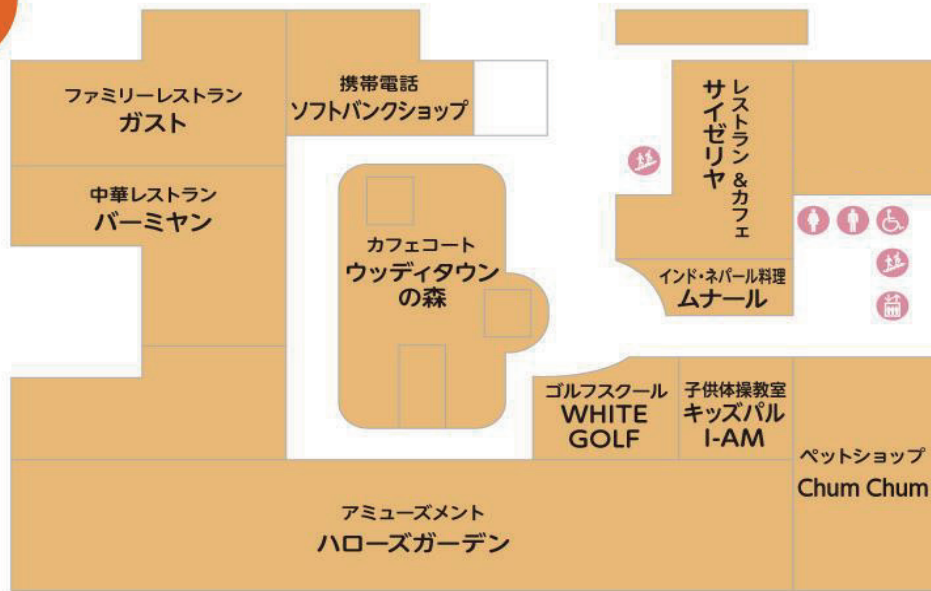 ファミリーレストラン
ガスト
携帯電話
ソフトバンクショップ
レストラン&カフェ
サイゼリヤ
中華レストラン
バーミヤン
カフェコート
ウッディタウン
の森
インド・ネパール料理
ムナール
ゴルフスクール
WHITE
GOLF
子供体操教室
キッズパル
I-AM
ペットショップ
Chum Chum
アミューズメント
ハローズガーデン